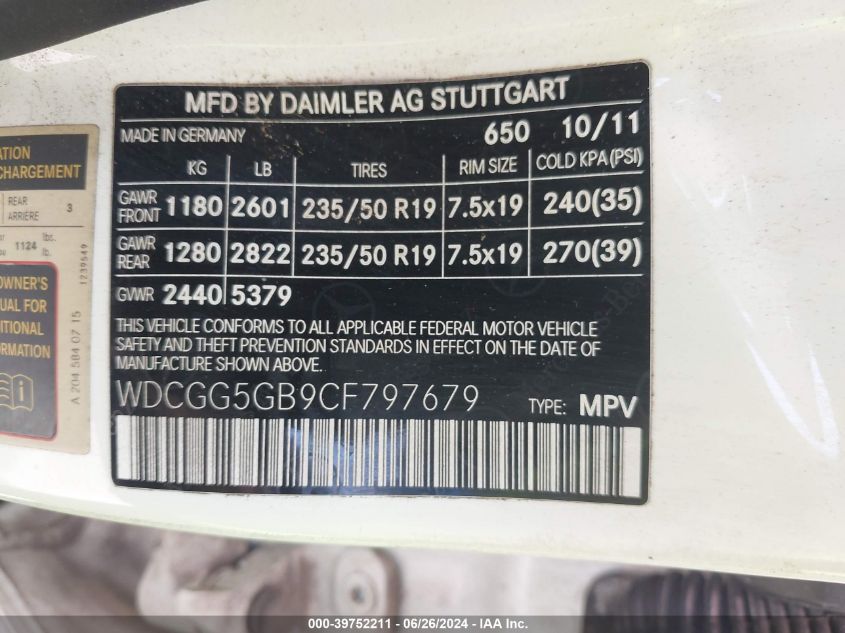 MFD BY DAIMLER AG STUTTGART
MADE IN GERMANY 650 10/11
KG LB TIRES RIM SIZE COLD KPA(PSI)
GAWR FRONT 1180 2601 235/50 R19 7.5x19 240(35)
GAWR REAR 1280 2822 235/50 R19 7.5x19 270(39)
GVWR 2440 5379
THIS VEHICLE CONFORMS TO ALL APPLICABLE FEDERAL MOTOR VEHICLE
SAFETY AND THEFT PREVENTION STANDARDS IN EFFECT ON THE DATE OF
MANUFACTURE SHOWN ABOVE.
WDCGG5GB9CF797679 TYPE: MPV
CHARGEMENT
REAR
ARRIÈRE 3
1124 lbs.
lb.
OWNER'S
FOR
1239549
A 204 584 07 15
000-39752211 - 06/26/2024 - IAA Inc.